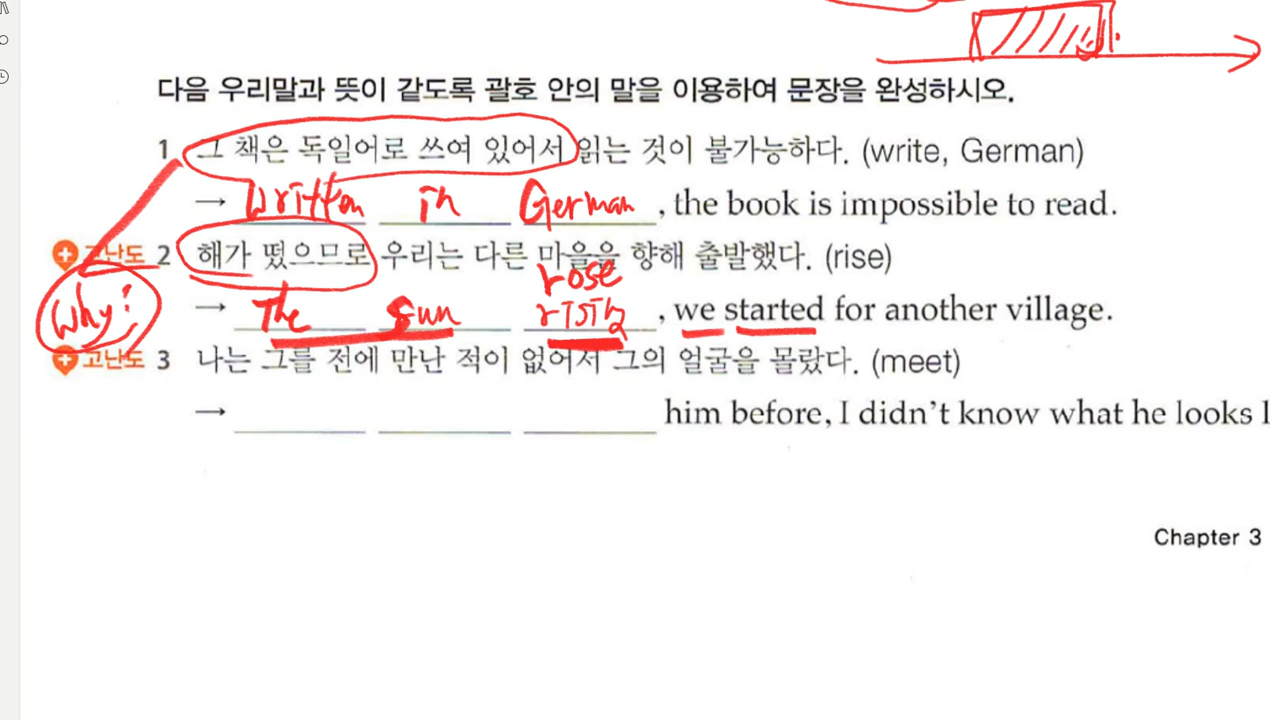 다음 우리말과 뜻이 같도록 괄호 안의 말을 이용하여 문장을 완성하시오.
1 그 책은 독일어로 쓰여 있어서 읽는 것이 불가능하다. (write, German)
→ Written in German, the book is impossible to read.
고난도 2 해가 떴으므로 우리는 다른 마을을 향해 출발했다. (rise)
rose
Why?
→ The sun rising, we started for another village.
고난도 3 나는 그를 전에 만난 적이 없어서 그의 얼굴을 몰랐다. (meet)
→ him before, I didn't know what he looks l
Chapter 3